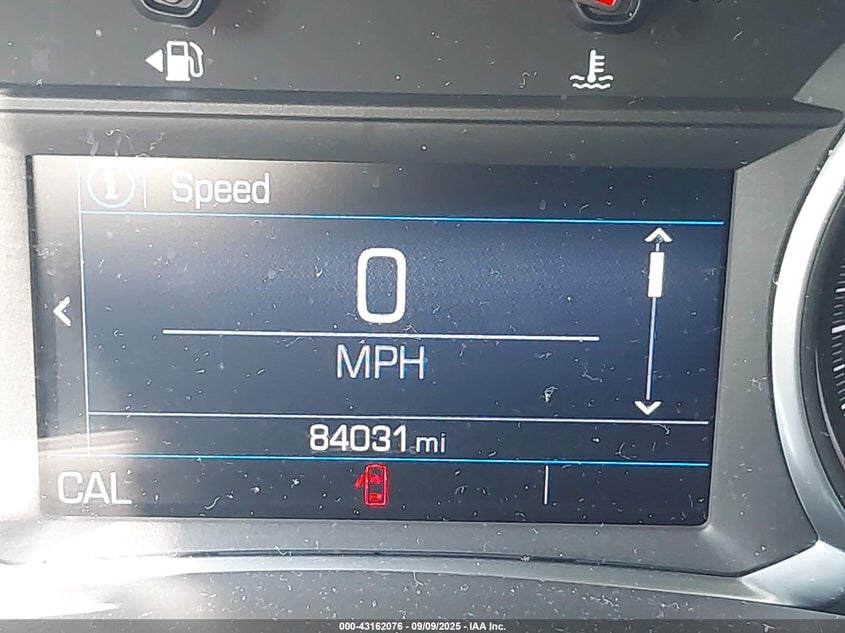 i Speed
0
MPH
84031 mi
CAL
000-43162076 - 09/09/2025 - IAA Inc.